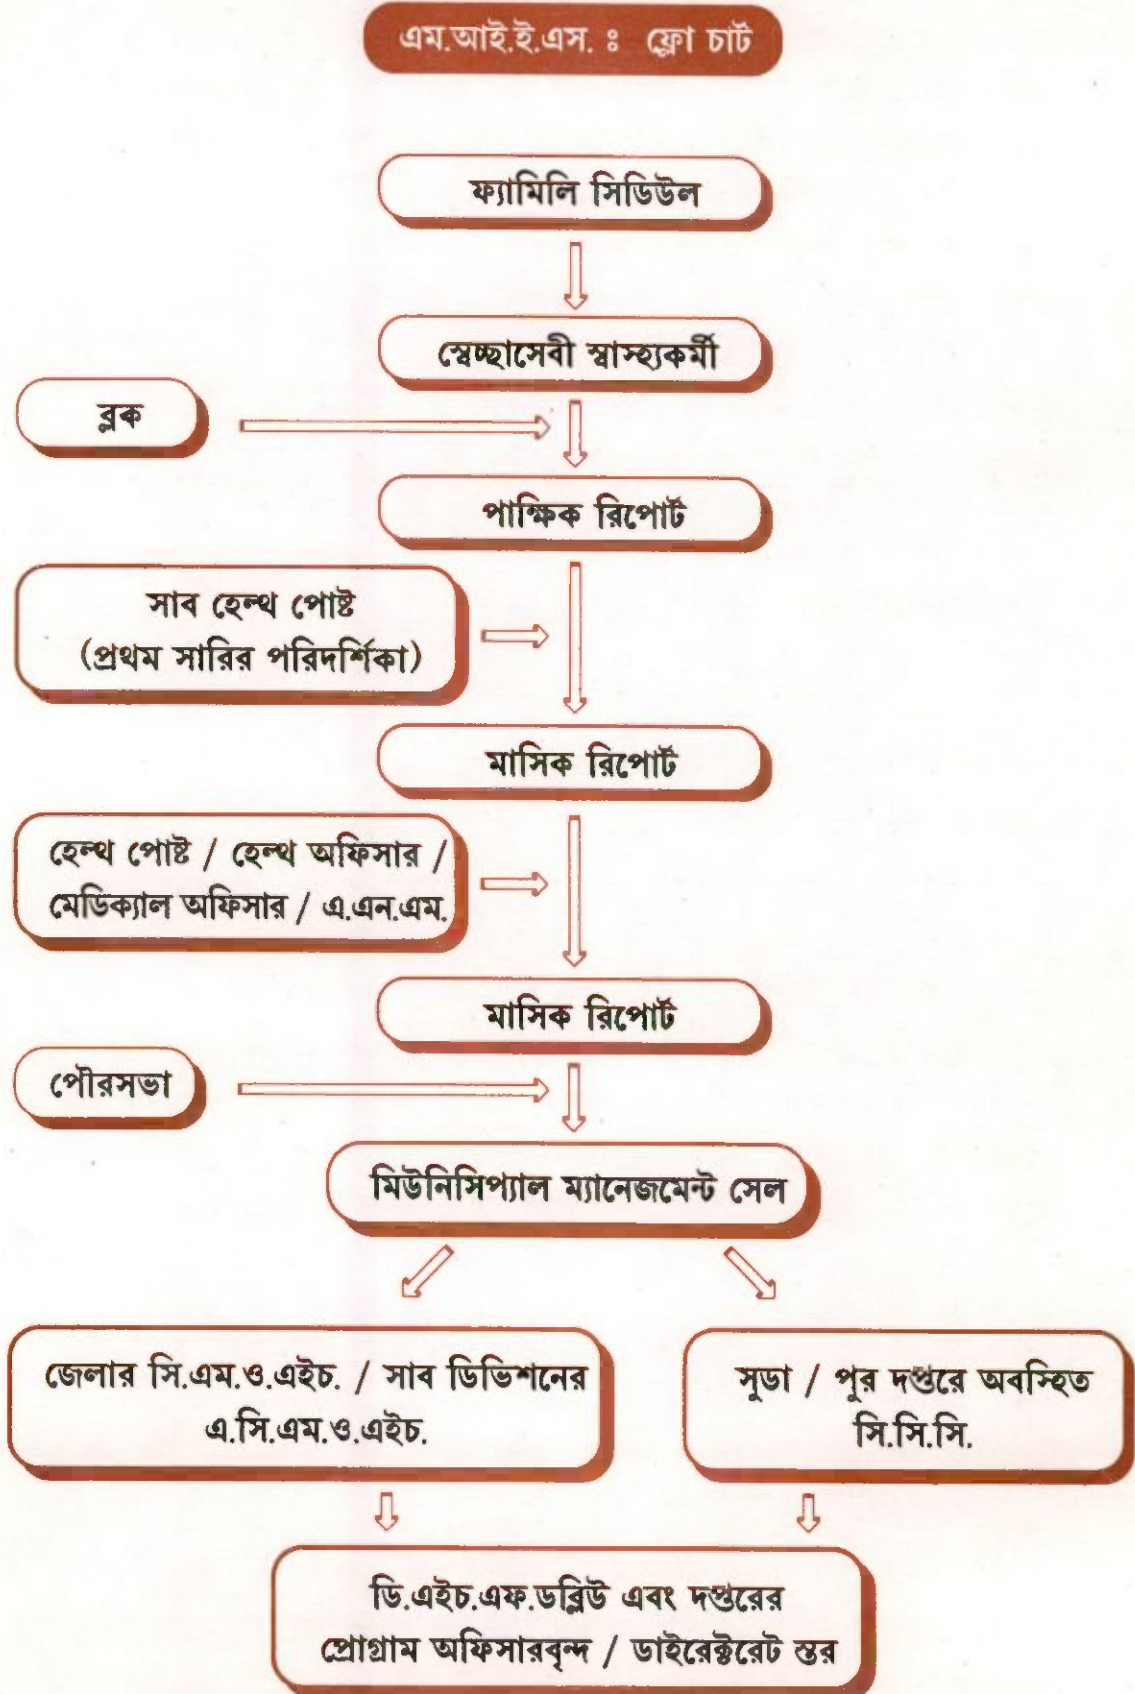 এম.আই.ই.এস. ঃ ফ্লো চার্ট
ফ্যামিলি সিডিউল
স্বেচ্ছাসেবী স্বাস্হ্যকর্মী
ব্লক
পাক্ষিক রিপোর্ট
সাব হেল্থ পোষ্ট
(প্রথম সারির পরিদর্শিকা)
মাসিক রিপোর্ট
হেল্থ পোষ্ট / হেল্থ অফিসার /
মেডিক্যাল অফিসার / এ.এন.এম.
মাসিক রিপোর্ট
পৌরসভা
মিউনিসিপ্যাল ম্যানেজমেন্ট সেল
জেলার সি.এম.ও.এইচ. / সাব ডিভিশনের
এ.সি.এম.ও.এইচ.
সুডা / পুর দপ্তরে অবস্হিত
সি.সি.সি.
ডি.এইচ.এফ.ডব্লিউ এবং দপ্তরের
প্রোগ্রাম অফিসারবৃন্দ / ডাইরেক্টরেট স্তর